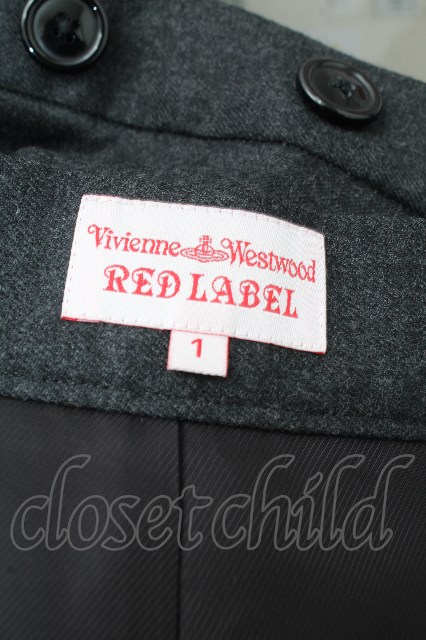 Vivienne Westwood
RED LABEL
1
closetchild